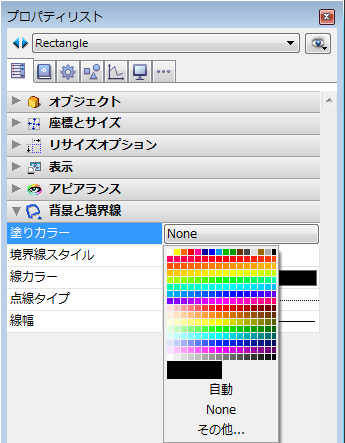 プロパティリスト
Rectangle
オブジェクト
座標とサイズ
リサイズオプション
表示
アピアランス
背景と境界線
塗りカラー None
境界線スタイル
線カラー
点線タイプ
線幅
自動
None
その他...